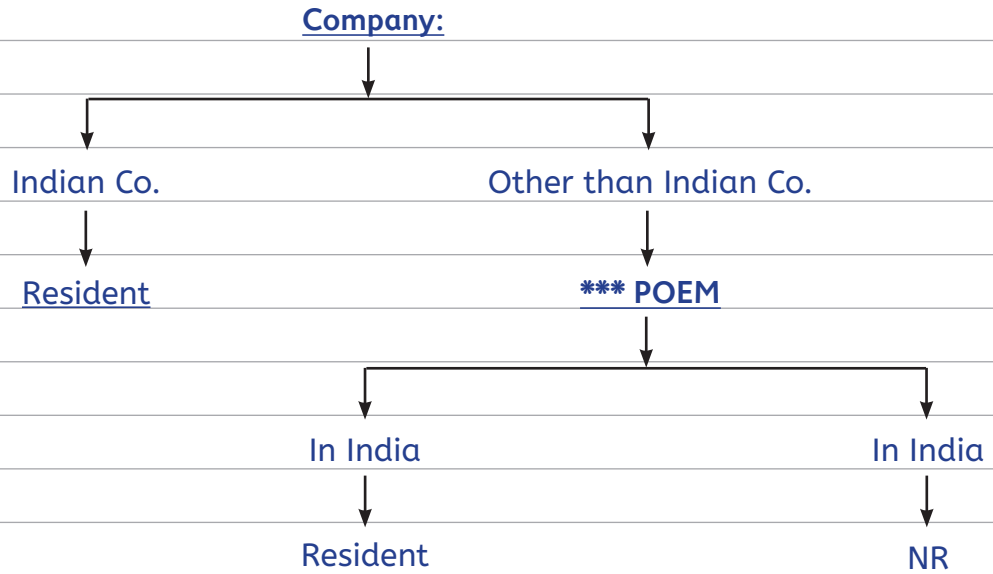 Company:
Indian Co. Other than Indian Co.
Resident *** POEM
In India In India
Resident NR